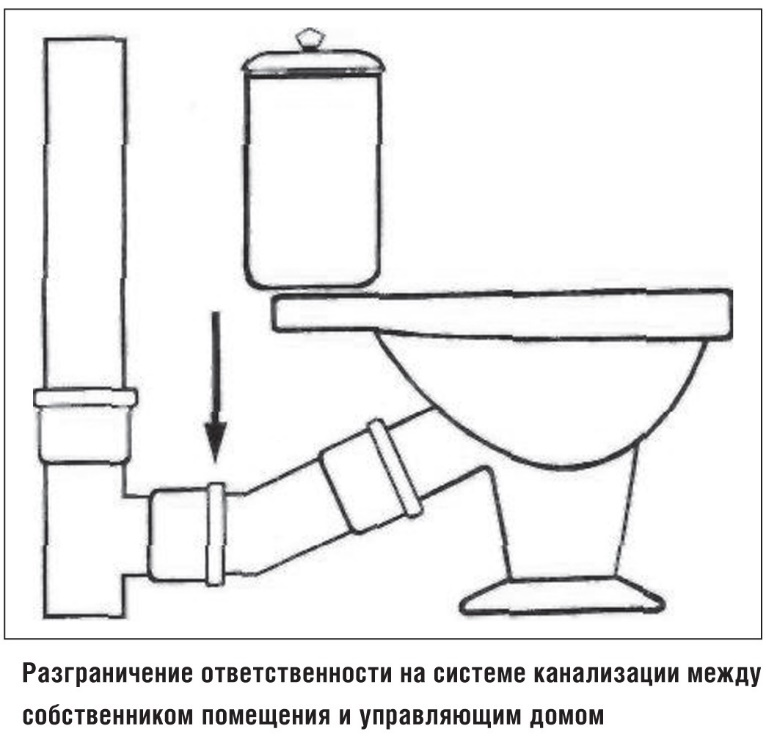 Разграничение ответственности на системе канализации между
собственником помещения и управляющим домом